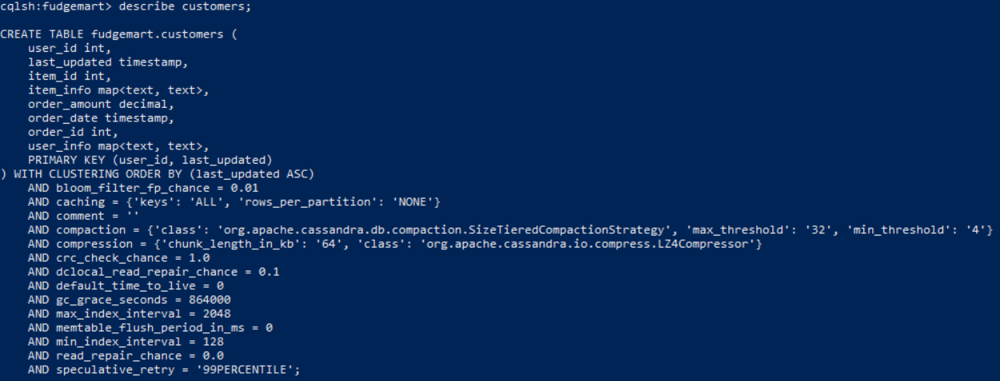 cqlsh:fudgemart> describe customers;
CREATE TABLE fudgemart.customers (
    user_id int,
    last_updated timestamp,
    item_id int,
    item_info map<text, text>,
    order_amount decimal,
    order_date timestamp,
    order_id int,
    user_info map<text, text>,
    PRIMARY KEY (user_id, last_updated)
) WITH CLUSTERING ORDER BY (last_updated ASC)
    AND bloom_filter_fp_chance = 0.01
    AND caching = {'keys': 'ALL', 'rows_per_partition': 'NONE'}
    AND comment = ''
    AND compaction = {'class': 'org.apache.cassandra.db.compaction.SizeTieredCompactionStrategy', 'max_threshold': '32', 'min_threshold': '4'}
    AND compression = {'chunk_length_in_kb': '64', 'class': 'org.apache.cassandra.io.compress.LZ4Compressor'}
    AND crc_check_chance = 1.0
    AND dclocal_read_repair_chance = 0.1
    AND default_time_to_live = 0
    AND gc_grace_seconds = 864000
    AND max_index_interval = 2048
    AND memtable_flush_period_in_ms = 0
    AND min_index_interval = 128
    AND read_repair_chance = 0.0
    AND speculative_retry = '99PERCENTILE';